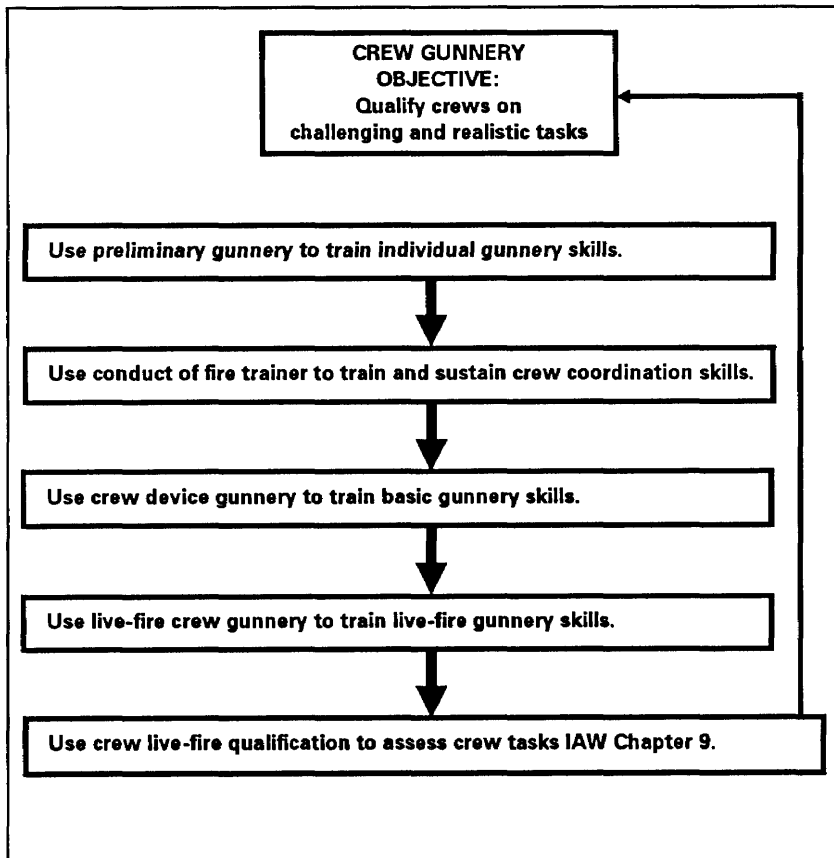 CREW GUNNERY
OBJECTIVE:
Qualify crews on
challenging and realistic tasks
Use preliminary gunnery to train individual gunnery skills.
Use conduct of fire trainer to train and sustain crew coordination skills.
Use crew device gunnery to train basic gunnery skills.
Use live-fire crew gunnery to train live-fire gunnery skills.
Use crew live-fire qualification to assess crew tasks IAW Chapter 9.